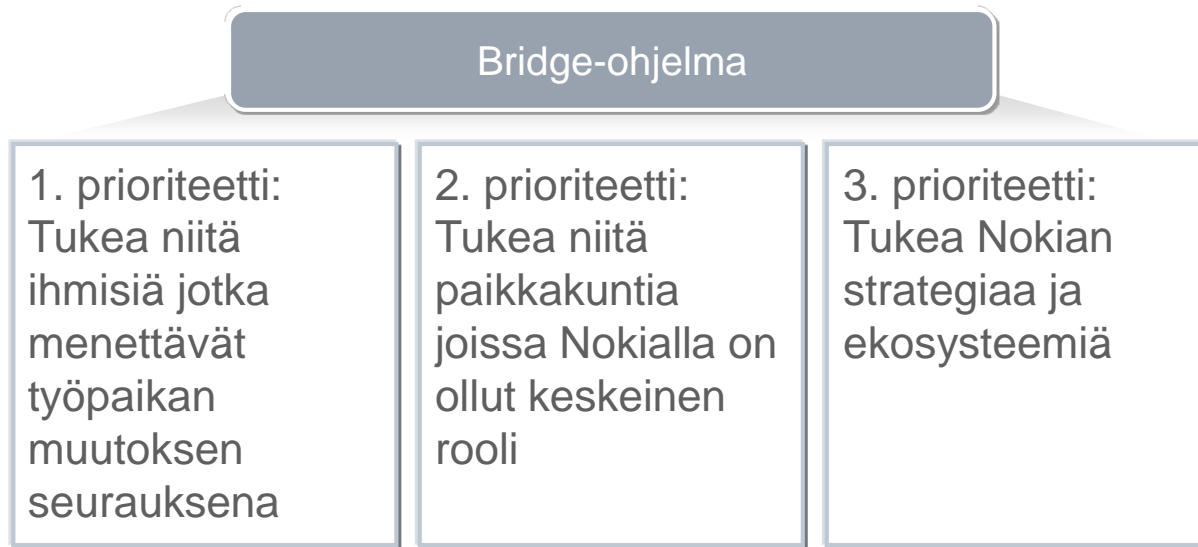 Bridge-ohjelma
1. prioriteetti:
Tukea niitä
ihmisiä jotka
menettävät
työpaikan
muutoksen
seurauksena
2. prioriteetti:
Tukea niitä
paikkakuntia
joissa Nokialla on
ollut keskeinen
rooli
3. prioriteetti:
Tukea Nokian
strategiaa ja
ekosysteemiä